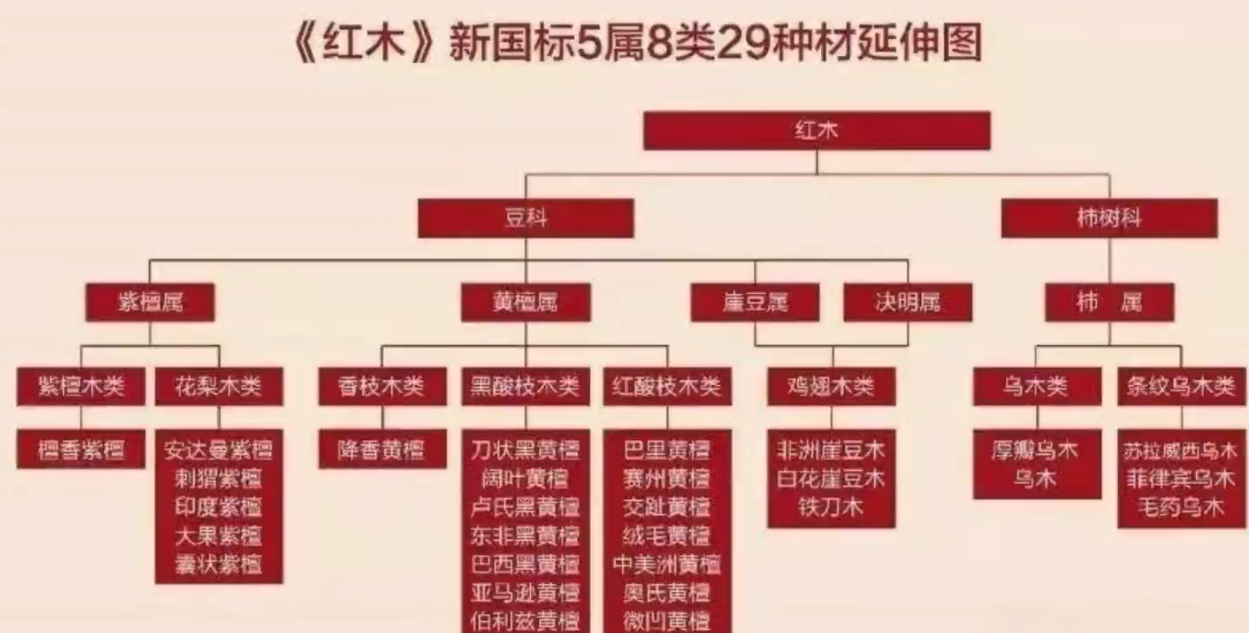 《红木》新国标5属8类29种材延伸图
红木
豆科
柿树科
紫檀属
黄檀属
崖豆属
决明属
柿 属
紫檀木类
花梨木类
香枝木类
黑酸枝木类
红酸枝木类
鸡翅木类
乌木类
条纹乌木类
檀香紫檀
安达曼紫檀
刺猬紫檀
印度紫檀
大果紫檀
囊状紫檀
降香黄檀
刀状黑黄檀
阔叶黄檀
卢氏黑黄檀
东非黑黄檀
巴西黑黄檀
亚马逊黄檀
伯利兹黄檀
巴里黄檀
赛州黄檀
交趾黄檀
绒毛黄檀
中美洲黄檀
奥氏黄檀
微凹黄檀
非洲崖豆木
白花崖豆木
铁刀木
厚瓣乌木
乌木
苏拉威西乌木
菲律宾乌木
毛药乌木